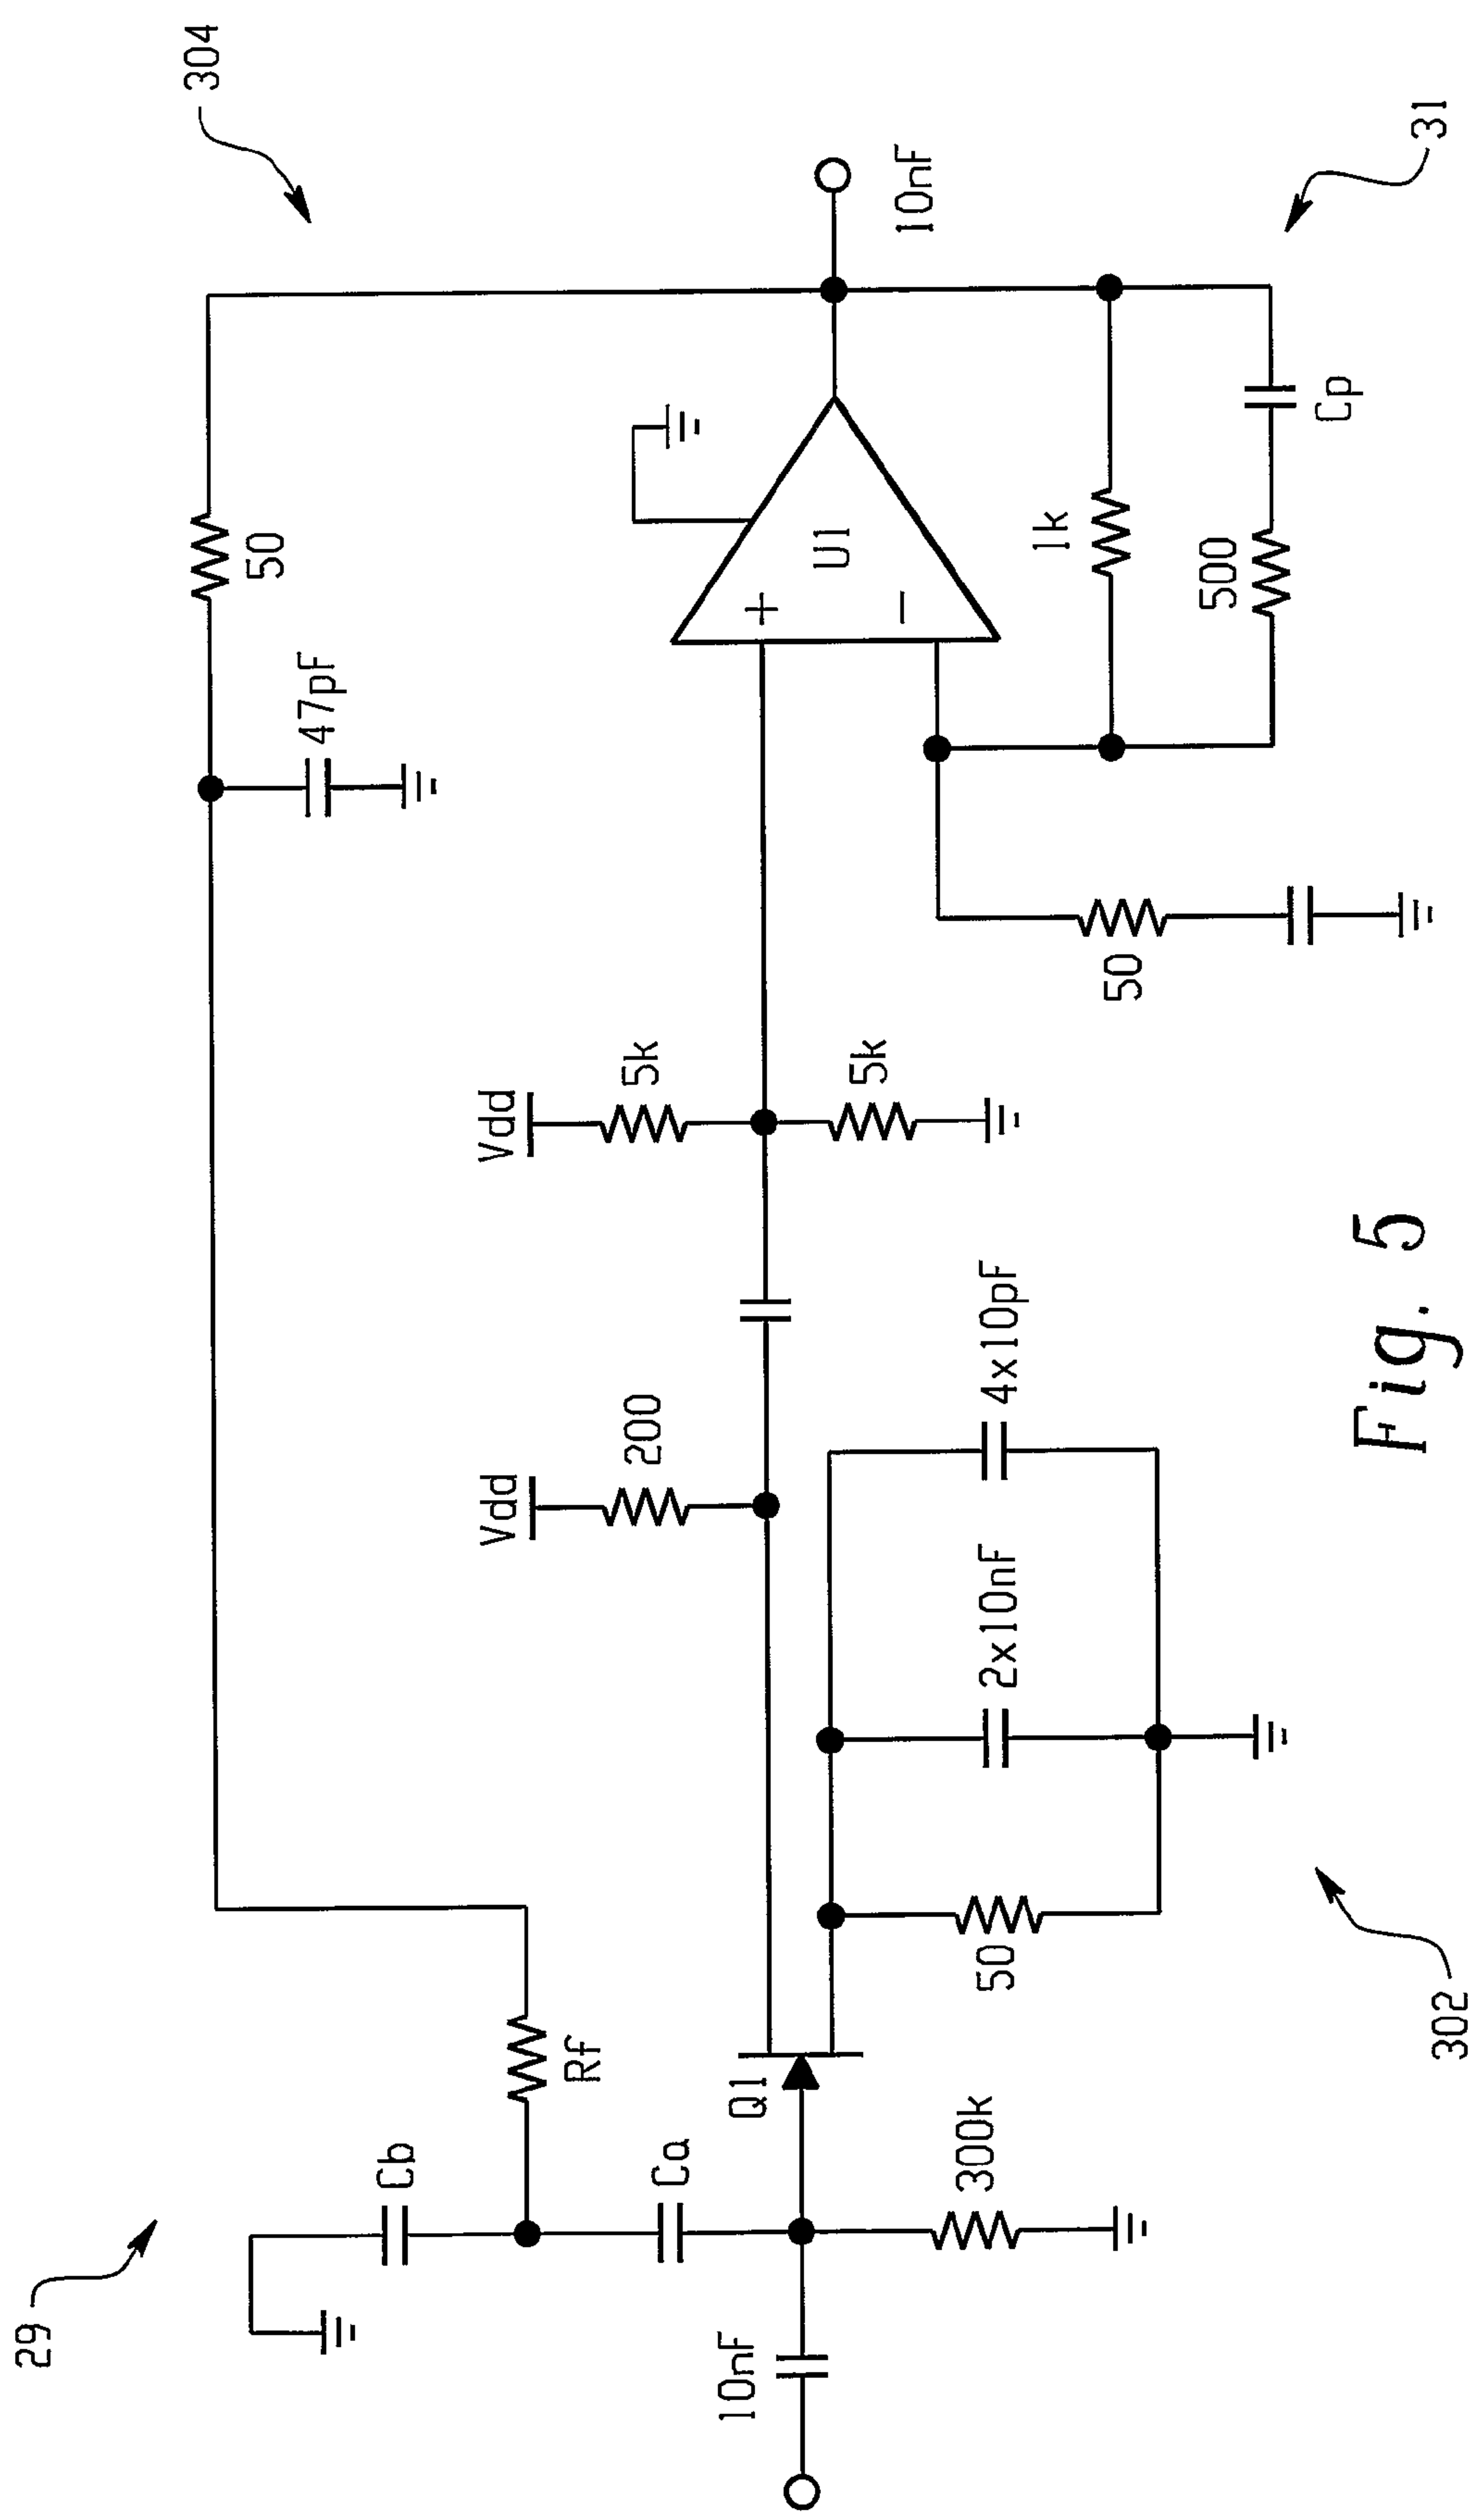 29
304
50
47pF
Cb
Rf
Vdd
Vdd
200
5k
Ca
10nF
Q1
+
U1
-
10nF
5k
300k
50
2x10nF
4x10pF
50
1k
500
Cp
302
31
Fig. 5